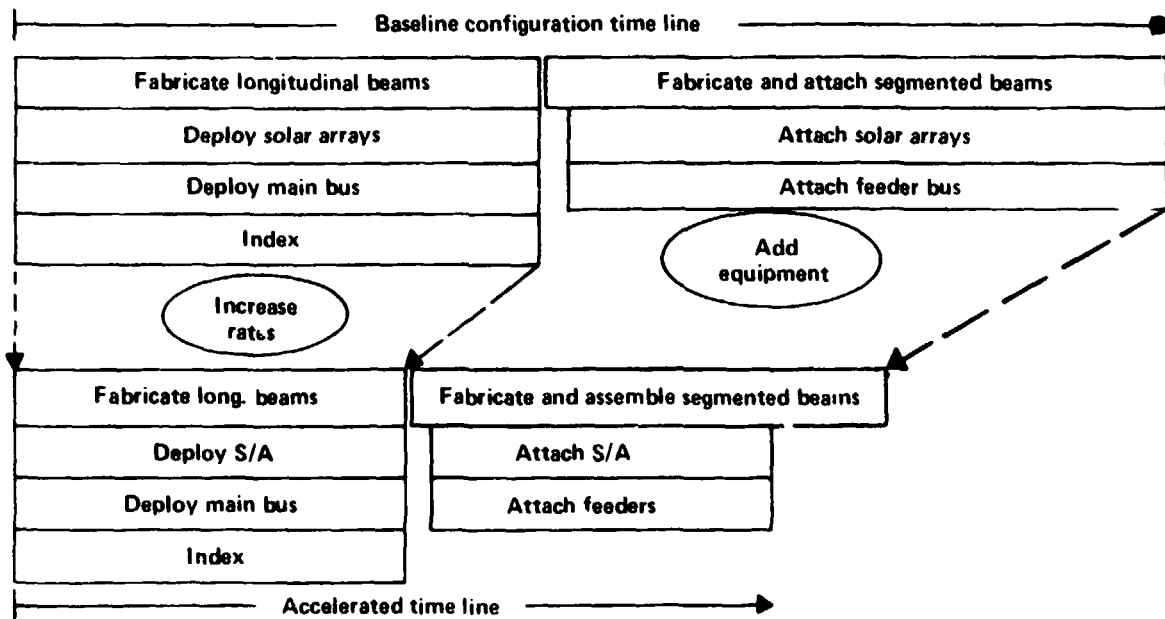 Baseline configuration time line
Fabricate longitudinal beams
Fabricate and attach segmented beams
Deploy solar arrays
Attach solar arrays
Deploy main bus
Attach feeder bus
Index
Add
equipment
Increase
rates
Fabricate long. beams
Fabricate and assemble segmented beams
Deploy S/A
Attach S/A
Deploy main bus
Attach feeders
Index
Accelerated time line